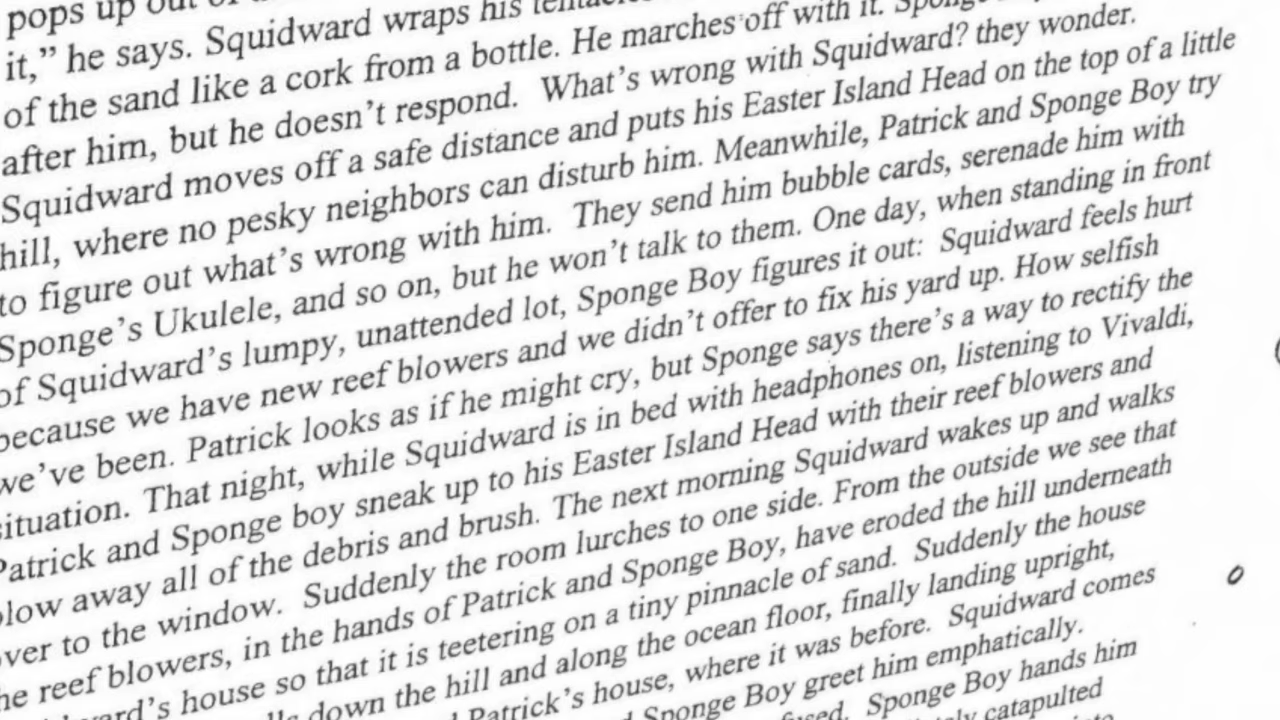 pops up out of
it,” he says. Squidward wraps his tentacles
of the sand like a cork from a bottle. He marches off with it.
after him, but he doesn’t respond. What’s wrong with Squidward? they wonder.
Squidward moves off a safe distance and puts his Easter Island Head on the top of a little
hill, where no pesky neighbors can disturb him. Meanwhile, Patrick and Sponge Boy try
to figure out what’s wrong with him. They send him bubble cards, serenade him with
Sponge’s Ukulele, and so on, but he won’t talk to them. One day, when standing in front
of Squidward’s lumpy, unattended lot, Sponge Boy figures it out: Squidward feels hurt
because we have new reef blowers and we didn’t offer to fix his yard up. How selfish
we’ve been. Patrick looks as if he might cry, but Sponge says there’s a way to rectify the
situation. That night, while Squidward is in bed with headphones on, listening to Vivaldi,
Patrick and Sponge boy sneak up to his Easter Island Head with their reef blowers and
blow away all of the debris and brush. The next morning Squidward wakes up and walks
over to the window. Suddenly the room lurches to one side. From the outside we see that
the reef blowers, in the hands of Patrick and Sponge Boy, have eroded the hill underneath
ward’s house so that it is teetering on a tiny pinnacle of sand. Suddenly the house
down the hill and along the ocean floor, finally landing upright,
Patrick’s house, where it was before. Squidward comes
Sponge Boy greet him emphatically.
Sponge Boy hands him
catapulted